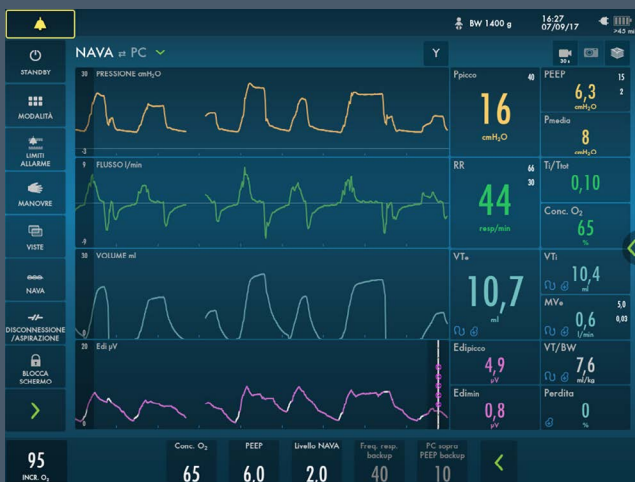 BW 1400 g
16:27
07/09/17
>45 mi
NAVA ⇌ PC
Y
30 s
STANDBY
MODALITÀ
LIMITI
ALLARME
MANOVRE
VISTE
NAVA
DISCONNESSIONE
/ASPIRAZIONE
BLOCCA
SCHERMO
30 PRESSIONE cmH₂O
-3
9 FLUSSO l/min
-9
30 VOLUME ml
0
20 Edi µV
0
Ppicco 40
16
cmH₂O
PEEP 15
2
6,3
cmH₂O
Pmedia
8
cmH₂O
RR 66
30
44
resp/min
Ti/Ttot
0,10
Conc. O₂
65
%
VTe
10,7
ml
VTi
10,4
ml
MVe 5,0
0,03
0,6
l/min
Edipicco
4,9
µV
VT/BW
7,6
ml/kg
Edimin
0,8
µV
Perdita
0
%
95
INCR. O₂
Conc. O₂
65
PEEP
6,0
Livello NAVA
2,0
Freq. resp.
backup
40
PC sopra
PEEP backup
10